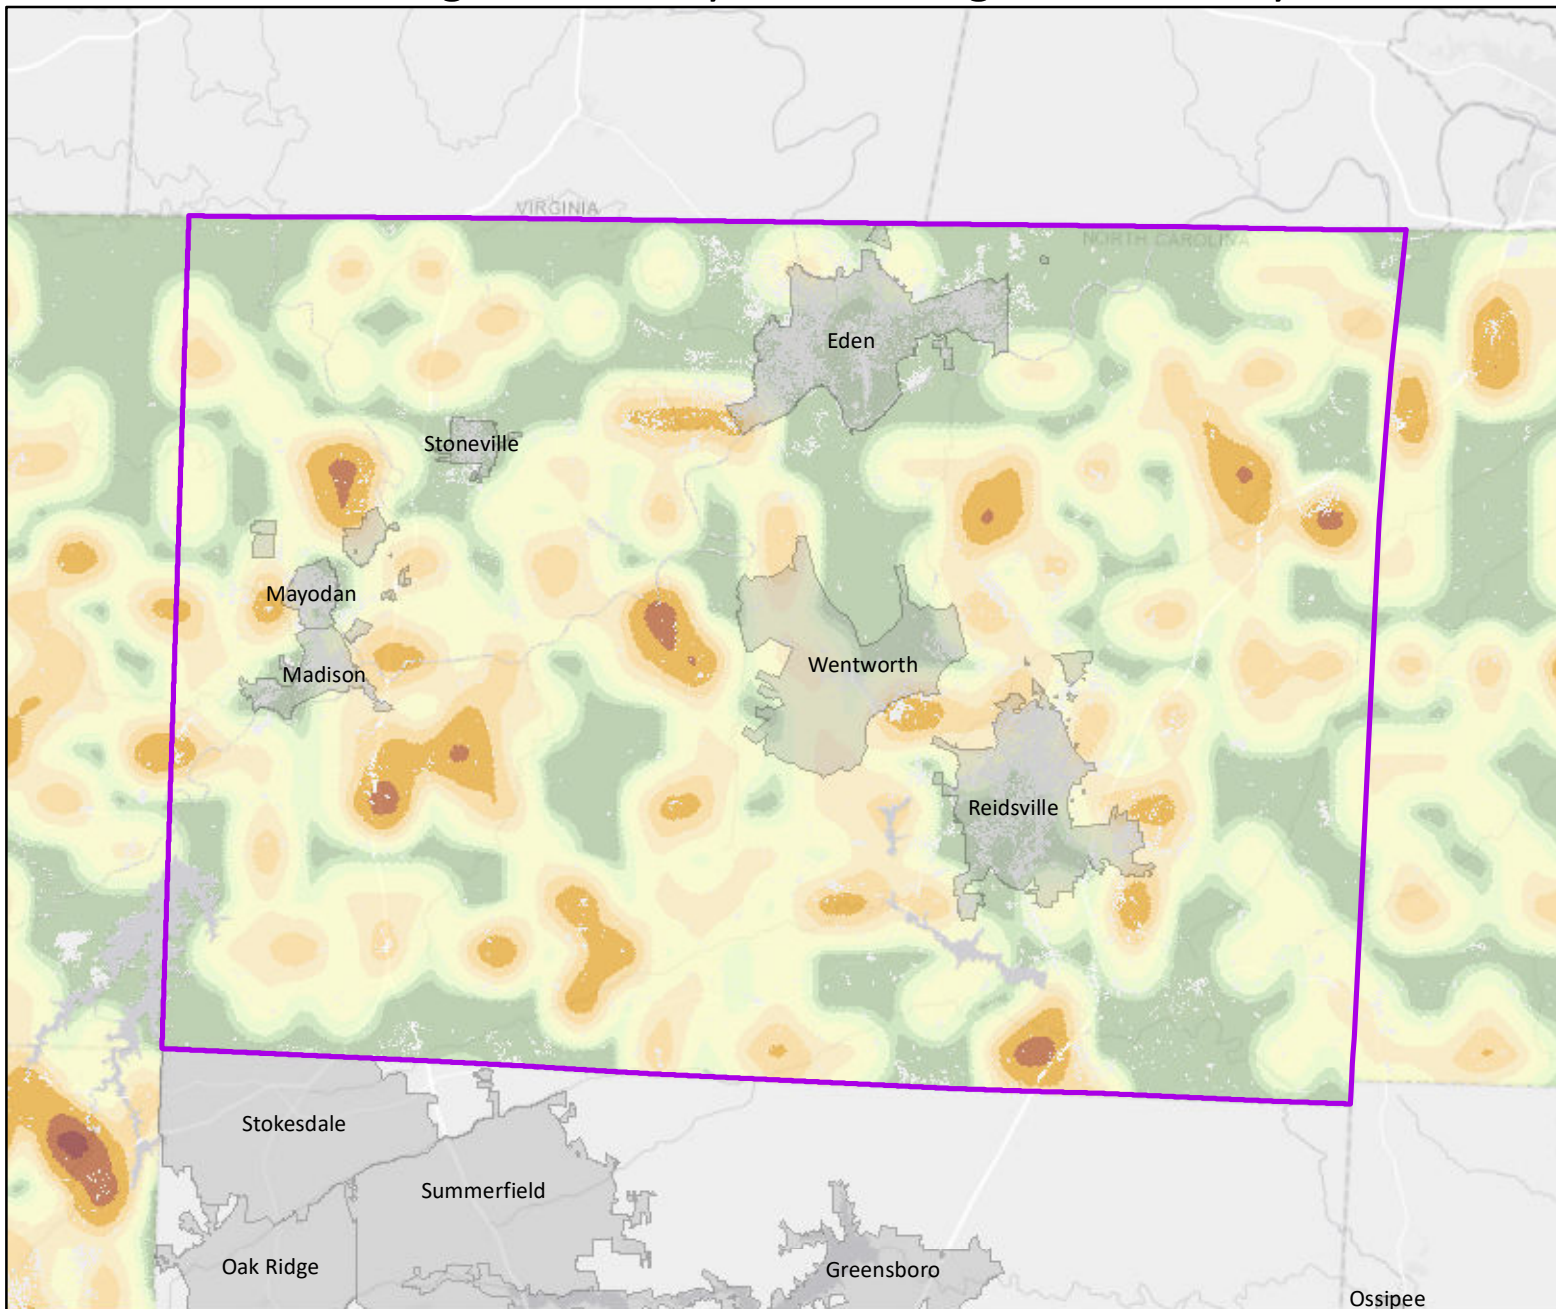 VIRGINIA
NORTH CAROLINA
Eden
Stoneville
Mayodan
Madison
Wentworth
Reidsville
Stokesdale
Summerfield
Oak Ridge
Greensboro
Ossipee